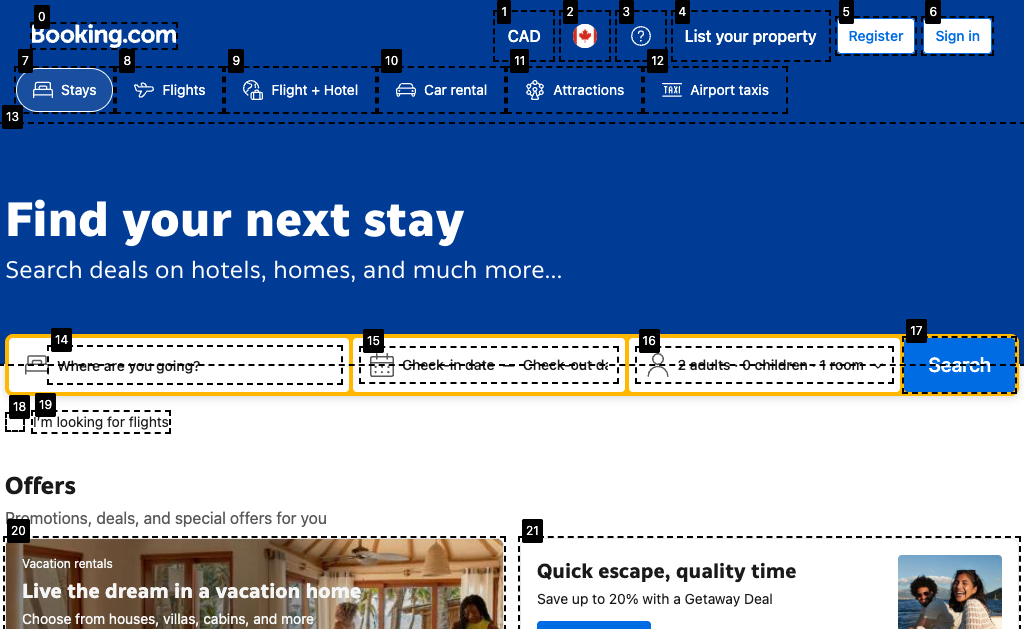 0
1
2
3
4
5
6
Booking.com
CAD
List your property
Register
Sign in
7
8
9
10
11
12
Stays
Flights
Flight + Hotel
Car rental
Attractions
Airport taxis
13
Find your next stay
Search deals on hotels, homes, and much more...
14
15
16
17
Where are you going?
Check-in date — Check-out d
2 adults · 0 children · 1 room
Search
18
19
I'm looking for flights
Offers
Promotions, deals, and special offers for you
20
21
Vacation rentals
Live the dream in a vacation home
Choose from houses, villas, cabins, and more
Quick escape, quality time
Save up to 20% with a Getaway Deal